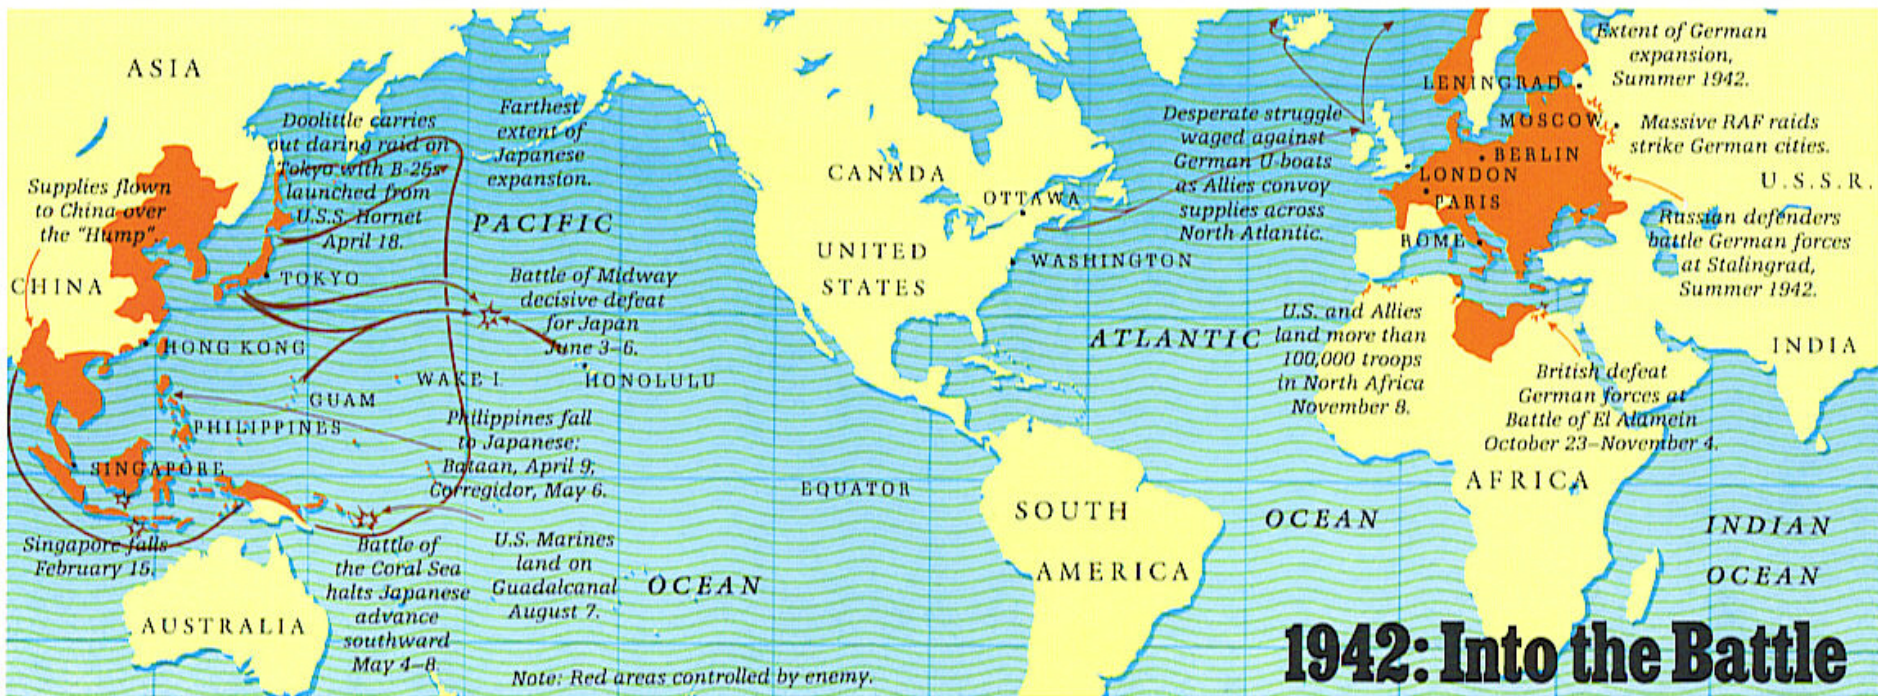 ASIA
Doolittle carries
out daring raid on
Tokyo with B-25s
launched from
U.S.S. Hornet
April 18.
Farthest
extent of
Japanese
expansion.
Supplies flown
to China over
the "Hump".
CHINA
TOKYO
PACIFIC
Battle of Midway
decisive defeat
for Japan
June 3–6.
HONG KONG
WAKE I.
HONOLULU
GUAM
PHILIPPINES
Philippines fall
to Japanese:
Bataan, April 9;
Corregidor, May 6.
SINGAPORE
Singapore falls
February 15.
Battle of
the Coral Sea
halts Japanese
advance
southward
May 4–8.
U.S. Marines
land on
Guadalcanal
August 7.
OCEAN
AUSTRALIA
Note: Red areas controlled by enemy.
EQUATOR
CANADA
OTTAWA
UNITED
STATES
WASHINGTON
Desperate struggle
waged against
German U-boats
as Allies convoy
supplies across
North Atlantic.
ATLANTIC
OCEAN
SOUTH
AMERICA
Extent of German
expansion,
Summer 1942.
LENINGRAD
MOSCOW
Massive RAF raids
strike German cities.
BERLIN
LONDON
PARIS
ROME
U.S.S.R.
Russian defenders
battle German forces
at Stalingrad,
Summer 1942.
U.S. and Allies
land more than
100,000 troops
in North Africa
November 8.
British defeat
German forces at
Battle of El Alamein
October 23–November 4.
INDIA
AFRICA
INDIAN
OCEAN
1942: Into the Battle